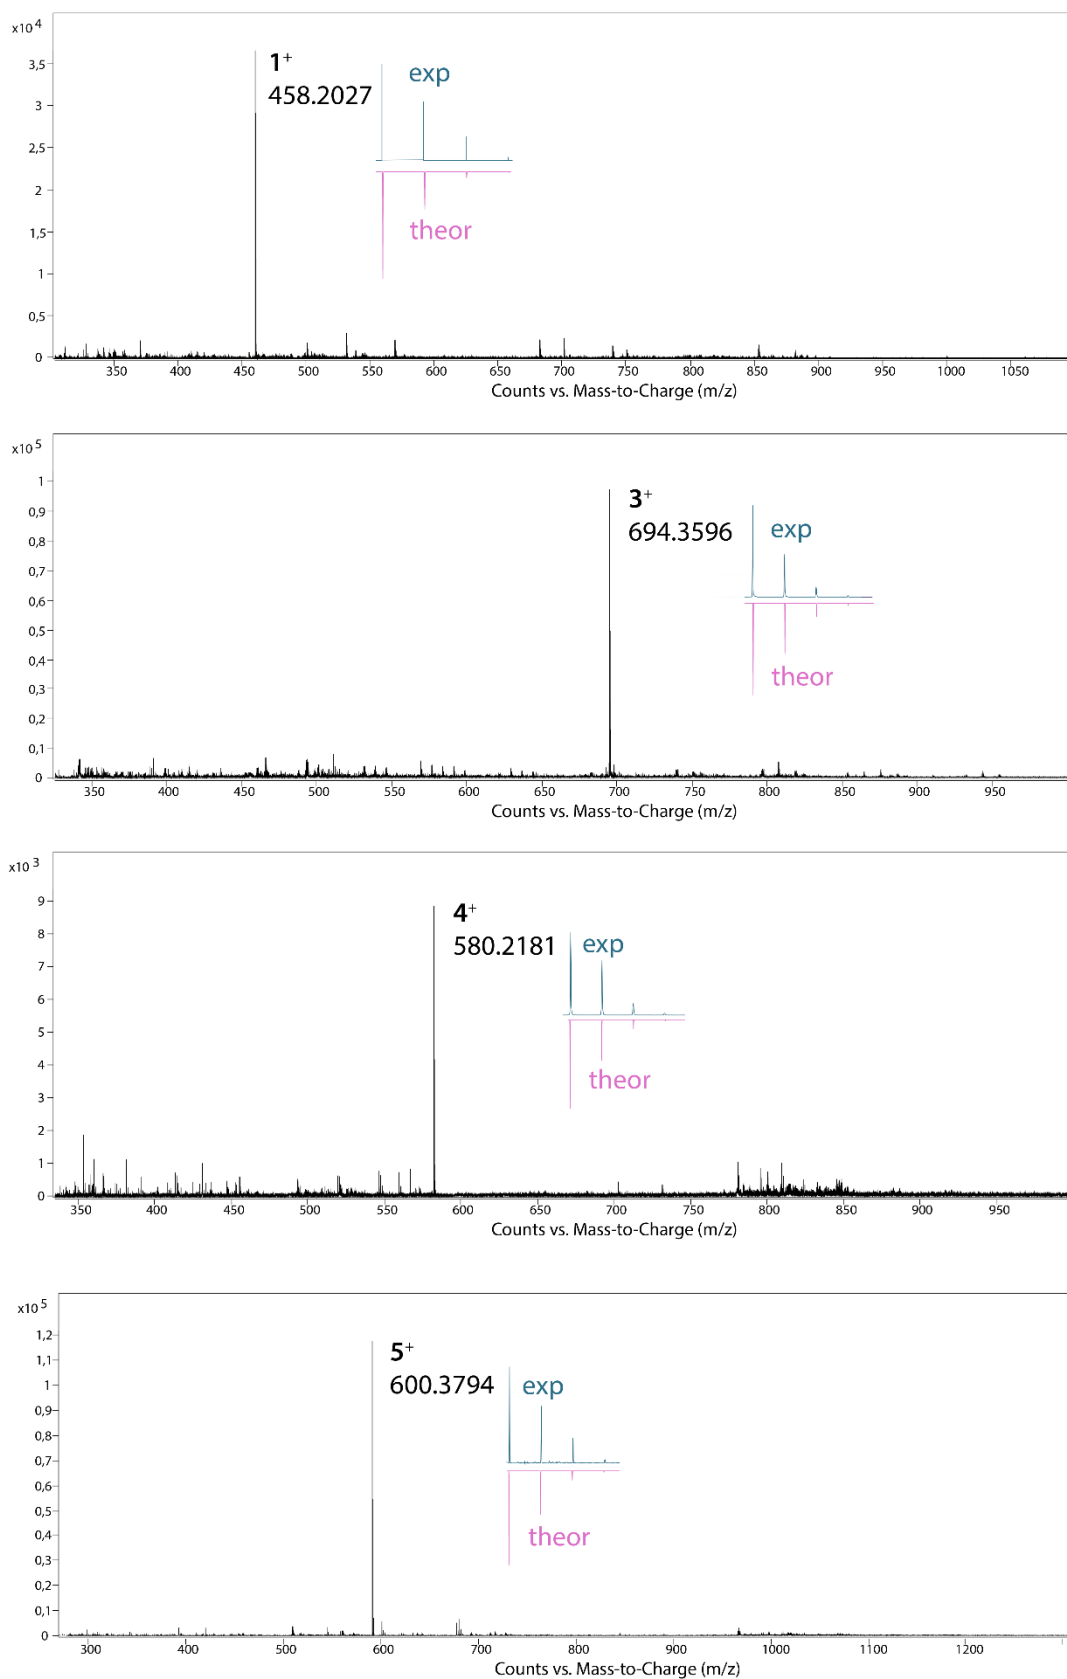 x10⁴
1⁺
458.2027
exp
theor
3,5
3
2,5
2
1,5
1
0,5
0
350 400 450 500 550 600 650 700 750 800 850 900 950 1000 1050
Counts vs. Mass-to-Charge (m/z)
x10⁵
3⁺
694.3596
exp
theor
1
0,9
0,8
0,7
0,6
0,5
0,4
0,3
0,2
0,1
0
350 400 450 500 550 600 650 700 750 800 850 900 950
Counts vs. Mass-to-Charge (m/z)
x10³
4⁺
580.2181
exp
theor
9
8
7
6
5
4
3
2
1
0
350 400 450 500 550 600 650 700 750 800 850 900 950
Counts vs. Mass-to-Charge (m/z)
x10⁵
5⁺
600.3794
exp
theor
1,2
1,1
1
0,9
0,8
0,7
0,6
0,5
0,4
0,3
0,2
0,1
0
300 400 500 600 700 800 900 1000 1100 1200
Counts vs. Mass-to-Charge (m/z)